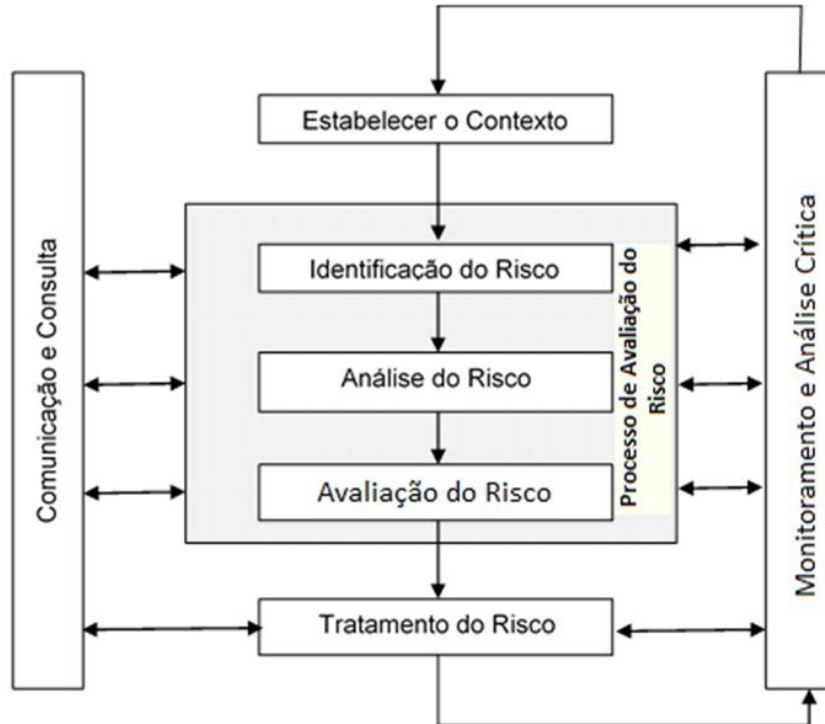 Estabelecer o Contexto
Comunicação e Consulta
Identificação do Risco
Análise do Risco
Avaliação do Risco
Processo de Avaliação do
Risco
Tratamento do Risco
Monitoramento e Análise Crítica